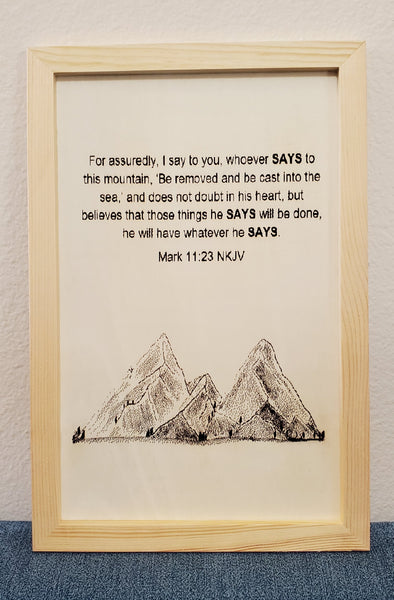 For assuredly, I say to you, whoever SAYS to
this mountain, 'Be removed and be cast into the
sea,' and does not doubt in his heart, but
believes that those things he SAYS will be done,
he will have whatever he SAYS.
Mark 11:23 NKJV